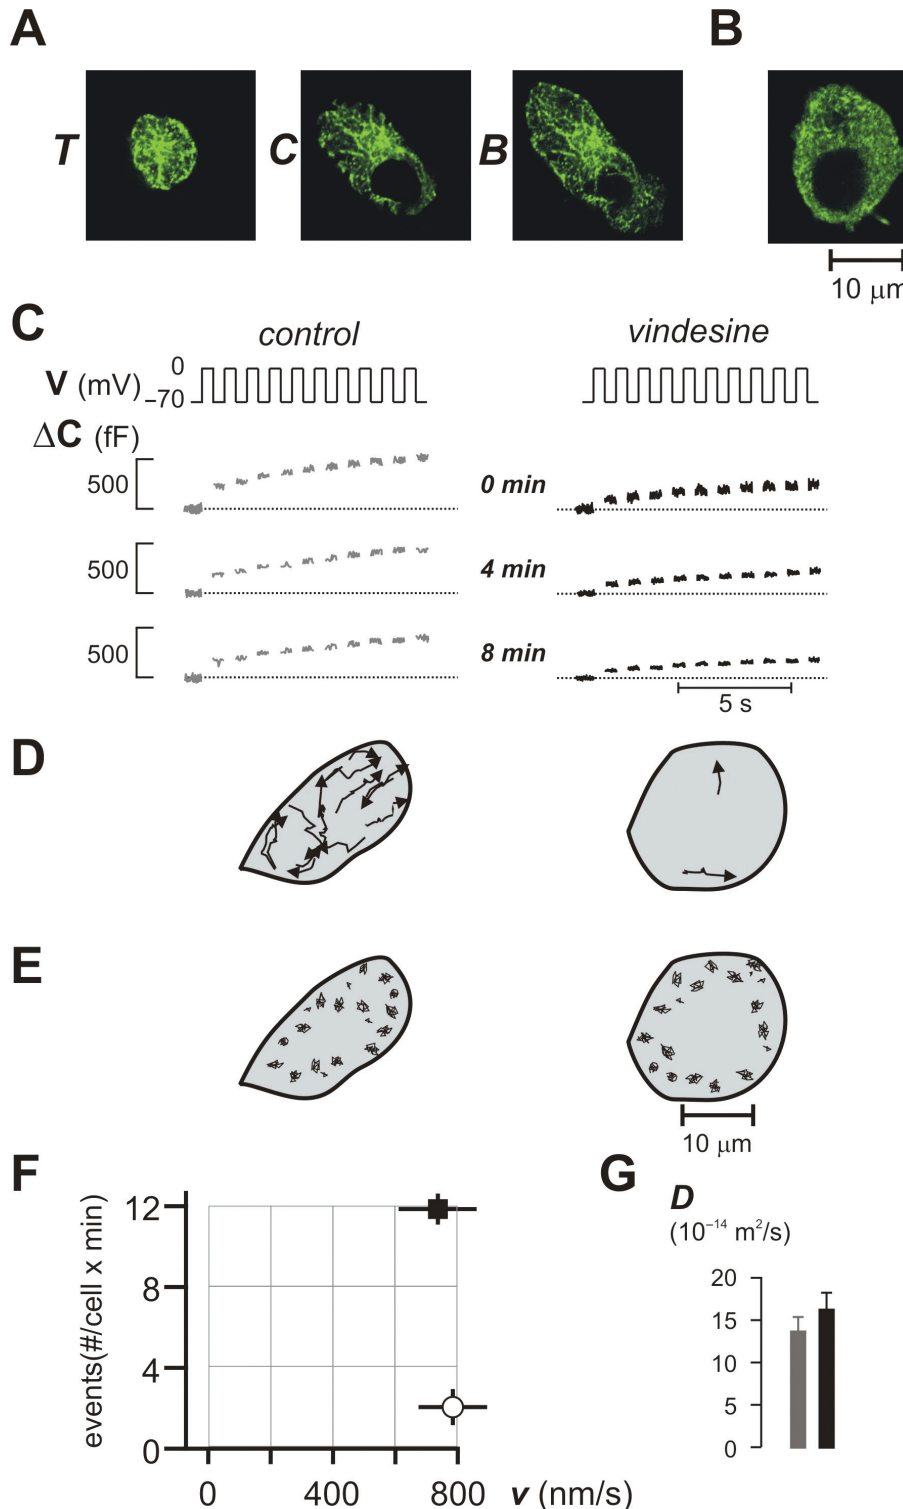 A
B
T
C
B
10 μm
C
control
vindesine
V (mV)
0
−70
ΔC (fF)
500
0 min
500
4 min
500
8 min
5 s
D
E
10 μm
F
events(#/cell x min)
12
8
4
0
0
400
800
v (nm/s)
G
D
(10⁻¹⁴ m²/s)
20
15
10
5
0